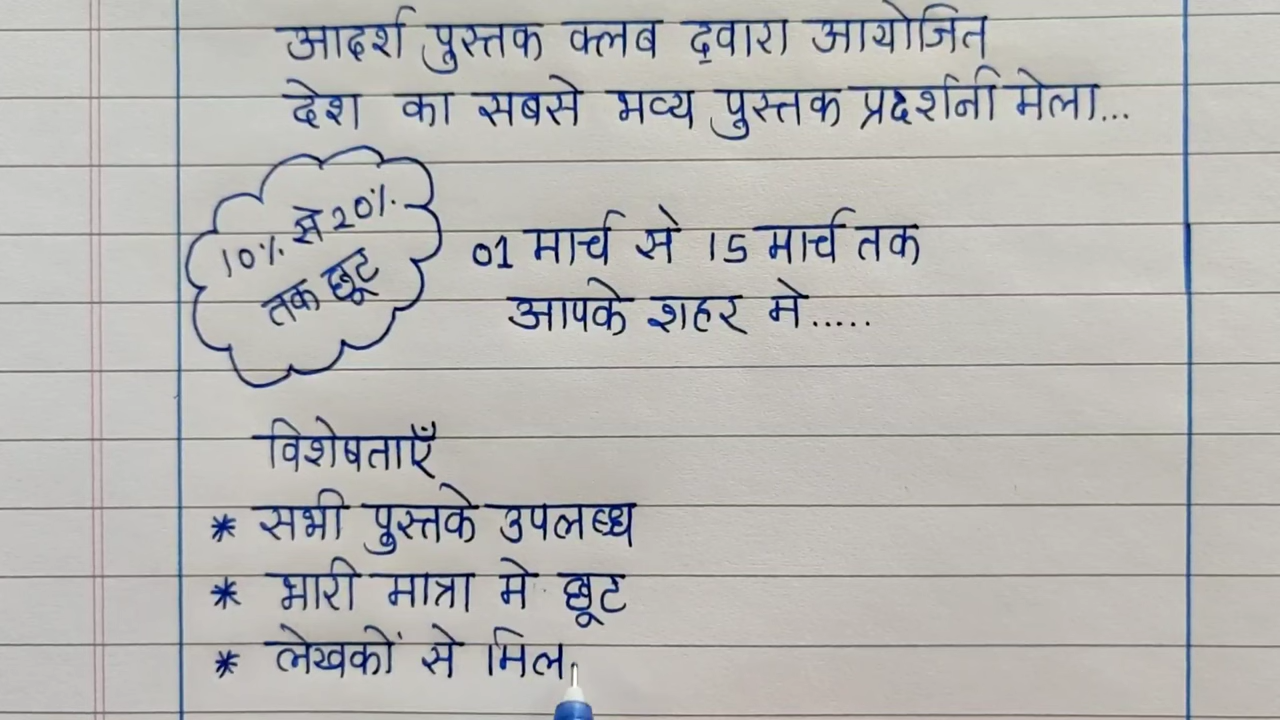 आदर्श पुस्तक क्लब द्वारा आयोजित
देश का सबसे भव्य पुस्तक प्रदर्शनी मेला...
10% से 20%
तक छूट
01 मार्च से 15 मार्च तक
आपके शहर मे.....
विशेषताएँ
* सभी पुस्तके उपलब्ध
* भारी मात्रा मे छूट
* लेखकों से मिल